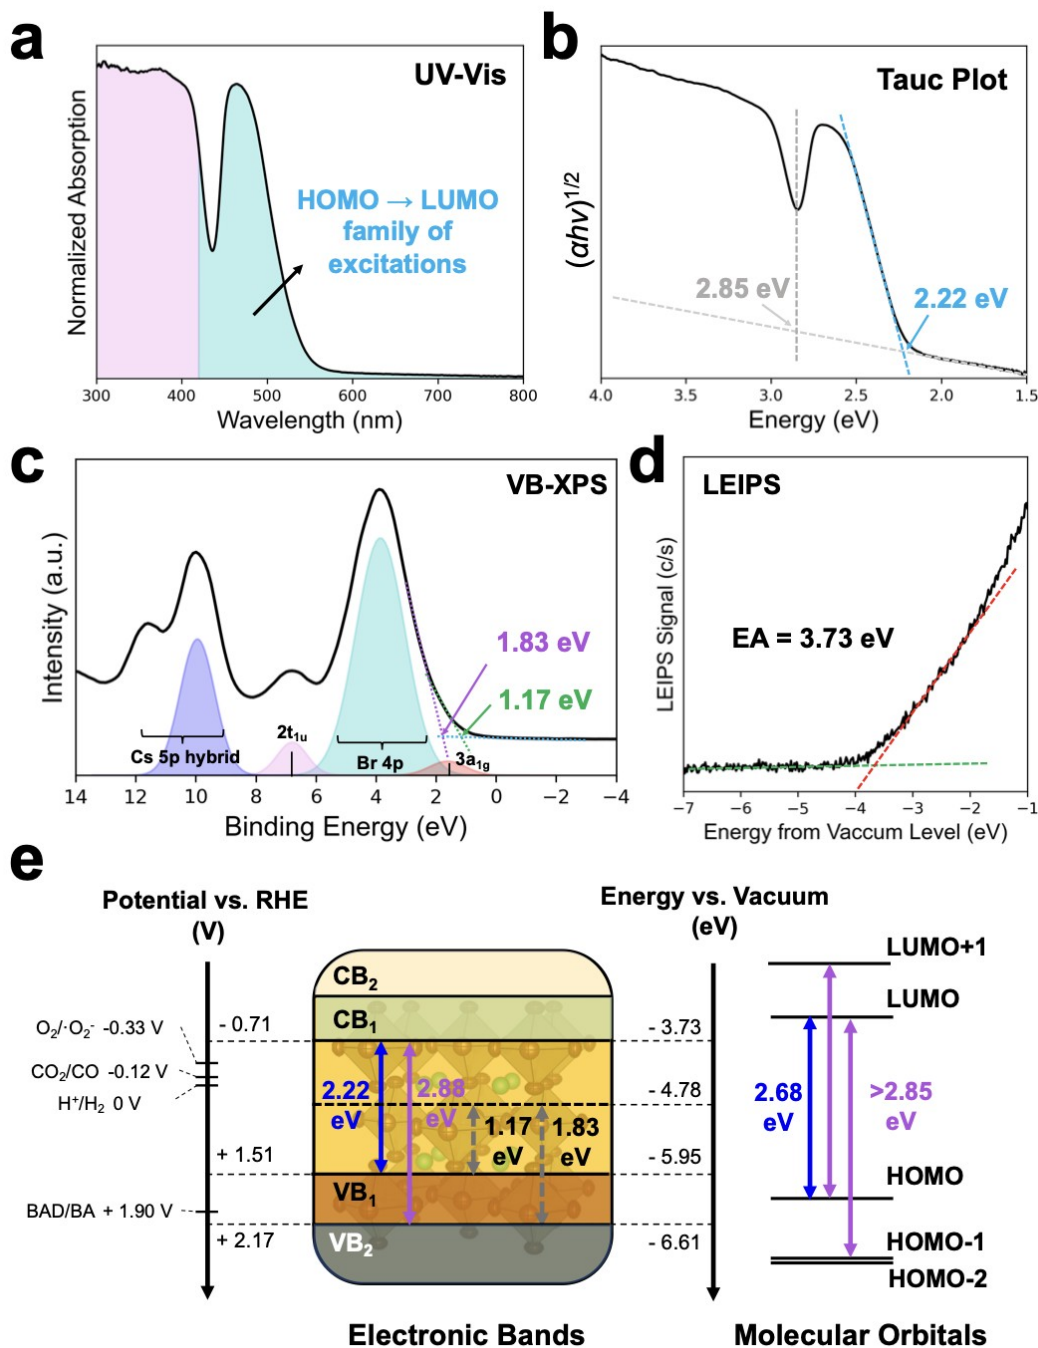 a
UV-Vis
Normalized Absorption
HOMO → LUMO
family of
excitations
300 400 500 600 700 800
Wavelength (nm)
b
Tauc Plot
(αhv)1/2
2.85 eV
2.22 eV
4.0 3.5 3.0 2.5 2.0 1.5
Energy (eV)
c
VB-XPS
Intensity (a.u.)
1.83 eV
1.17 eV
Cs 5p hybrid
2t1u
Br 4p
3a1g
14 12 10 8 6 4 2 0 −2 −4
Binding Energy (eV)
d
LEIPS
LEIPS Signal (c/s)
EA = 3.73 eV
−7 −6 −5 −4 −3 −2 −1
Energy from Vaccum Level (eV)
e
Potential vs. RHE
(V)
O2/·O2- -0.33 V
CO2/CO -0.12 V
H+/H2 0 V
BAD/BA + 1.90 V
- 0.71
+ 1.51
+ 2.17
CB2
CB1
2.22
eV
2.88
eV
1.17
eV
1.83
eV
VB1
VB2
Electronic Bands
Energy vs. Vacuum
(eV)
- 3.73
- 4.78
- 5.95
- 6.61
LUMO+1
LUMO
2.68
eV
>2.85
eV
HOMO
HOMO-1
HOMO-2
Molecular Orbitals